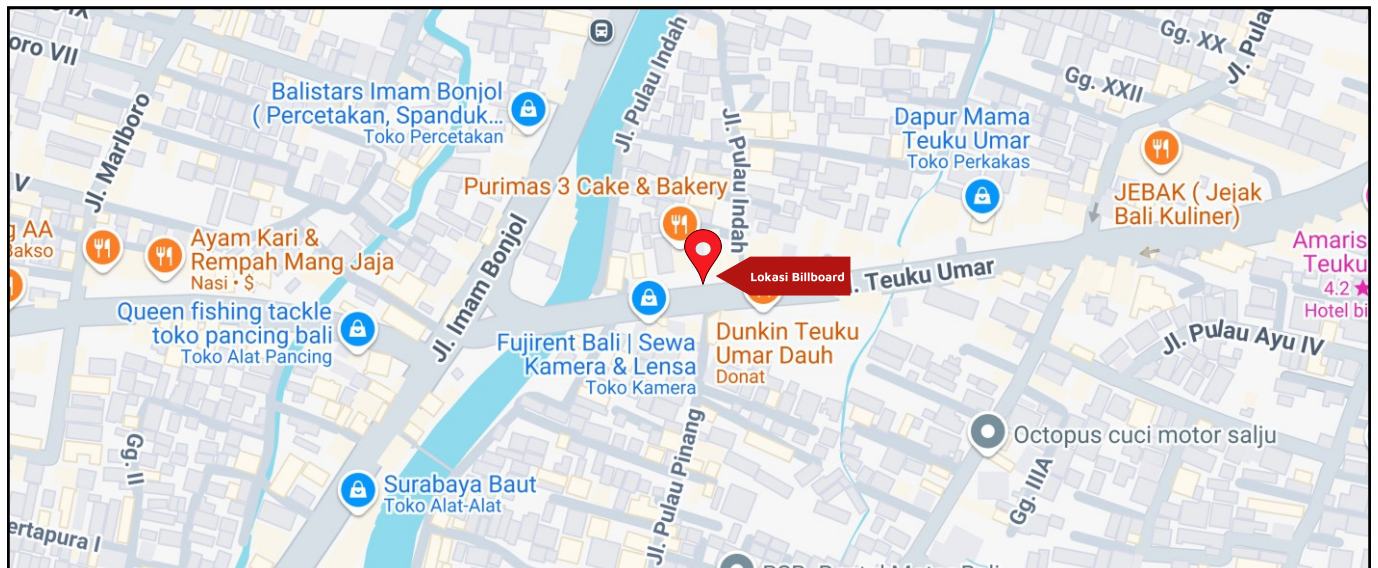 oro VII
Jl. Marlboro
V
AA
Bakso
Balistars Imam Bonjol
( Percetakan, Spanduk...
Toko Percetakan
Jl. Pulau Indah
Jl. Pulau Indah
Gg. XX
Jl. Pulau
Gg. XXII
Dapur Mama
Teuku Umar
Toko Perkakas
JEBAK ( Jejak
Bali Kuliner)
Purimas 3 Cake & Bakery
Ayam Kari &
Rempah Mang Jaja
Nasi • $
Jl. Imam Bonjol
Lokasi Billboard
. Teuku Umar
Amaris
Teuku
4.2 ★
Hotel bi
Queen fishing tackle
toko pancing bali
Toko Alat Pancing
Fujirent Bali | Sewa
Kamera & Lensa
Toko Kamera
Dunkin Teuku
Umar Dauh
Donat
Jl. Pulau Ayu IV
Octopus cuci motor salju
Gg. II
Surabaya Baut
Toko Alat-Alat
Jl. Pulau Pinang
Gg. IIIA
ertapura I